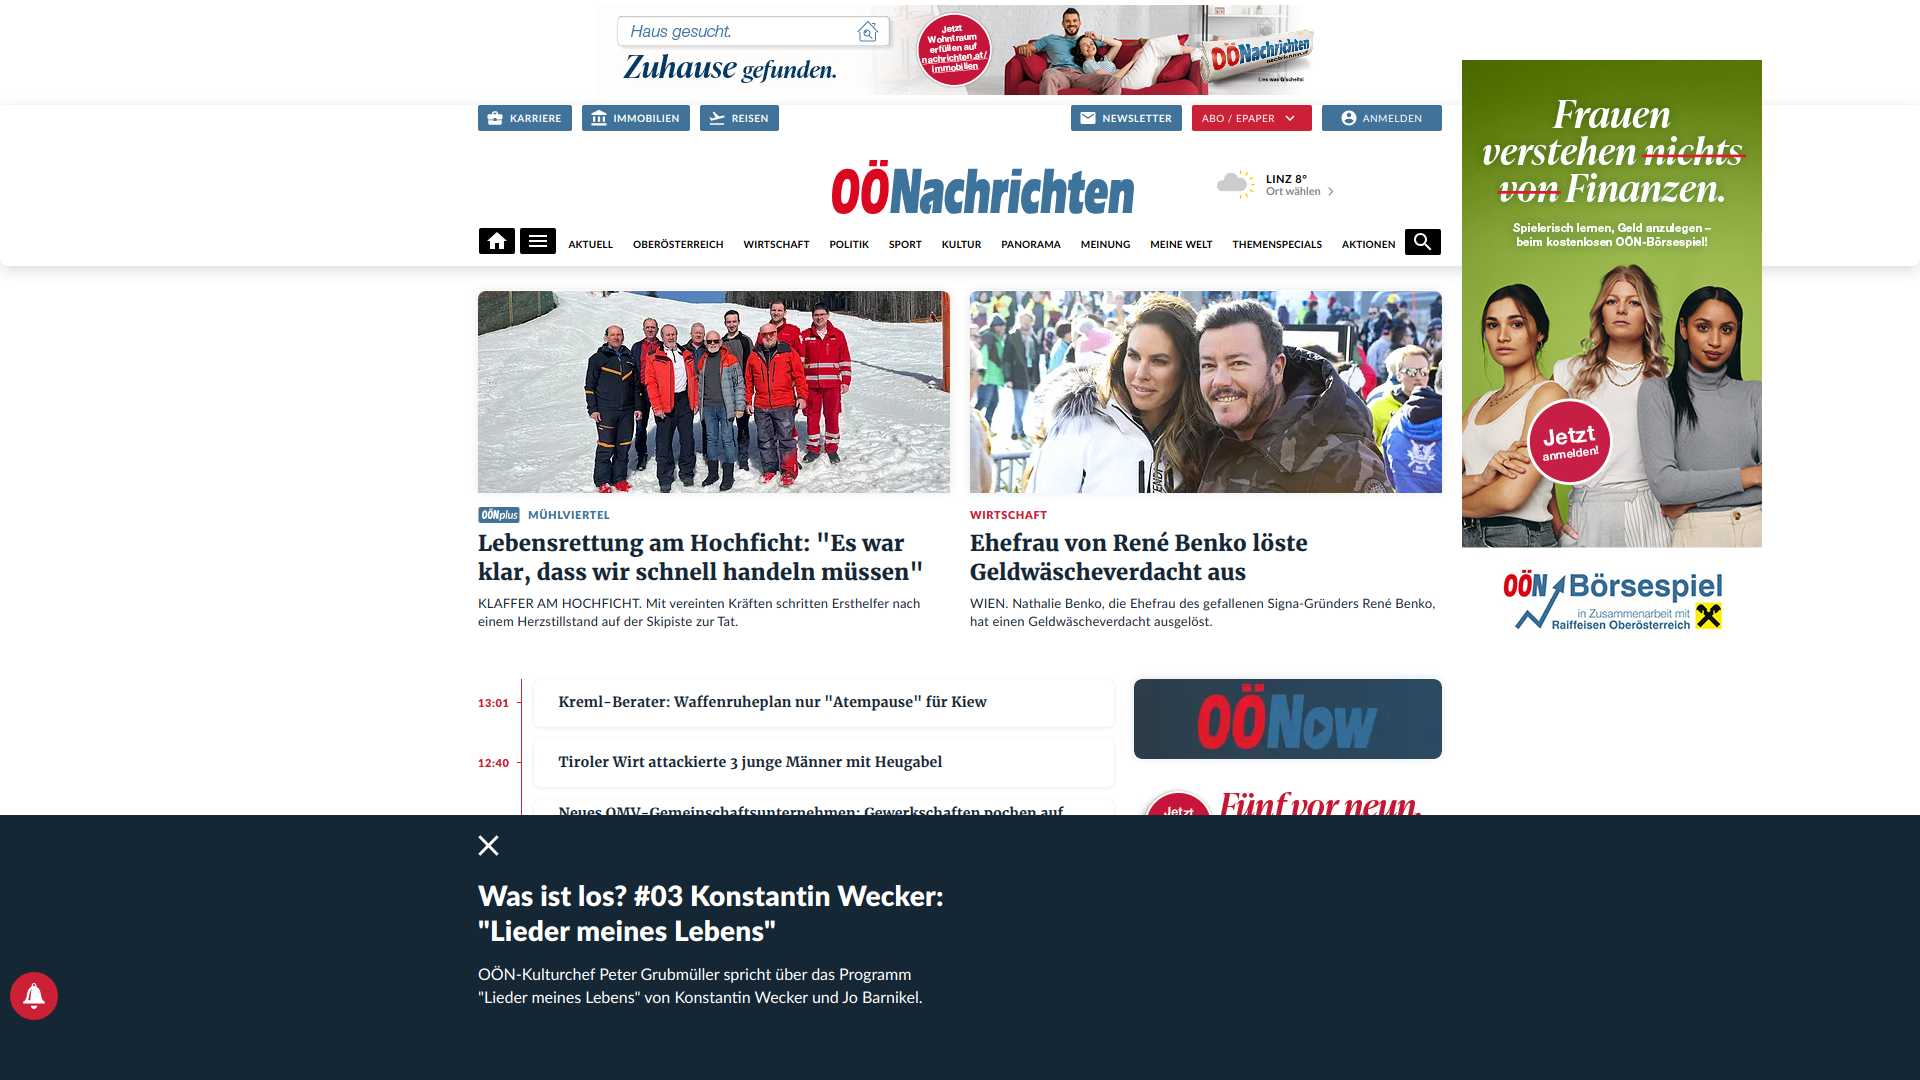 Haus gesucht.
Zuhause gefunden.
Jetzt
Wohntraum
erfüllen auf
nachrichten.at/
immobilien
OÖNachrichten
Lies was G'scheits!
KARRIERE
IMMOBILIEN
REISEN
NEWSLETTER
ABO / EPAPER
ANMELDEN
OÖNachrichten
LINZ 8°
Ort wählen
AKTUELL
OBERÖSTERREICH
WIRTSCHAFT
POLITIK
SPORT
KULTUR
PANORAMA
MEINUNG
MEINE WELT
THEMENSPECIALS
AKTIONEN
Frauen
verstehen nichts
von Finanzen.
Spielerisch lernen, Geld anzulegen –
beim kostenlosen OÖN-Börsespiel!
Jetzt
anmelden!
OÖN Börsespiel
in Zusammenarbeit mit
Raiffeisen Oberösterreich
OÖNplus MÜHLVIERTEL
Lebensrettung am Hochficht: "Es war
klar, dass wir schnell handeln müssen"
KLAFFER AM HOCHFICHT. Mit vereinten Kräften schritten Ersthelfer nach
einem Herzstillstand auf der Skipiste zur Tat.
WIRTSCHAFT
Ehefrau von René Benko löste
Geldwäscheverdacht aus
WIEN. Nathalie Benko, die Ehefrau des gefallenen Signa-Gründers René Benko,
hat einen Geldwäscheverdacht ausgelöst.
13:01 Kreml-Berater: Waffenruheplan nur "Atempause" für Kiew
12:40 Tiroler Wirt attackierte 3 junge Männer mit Heugabel
Neues OMV-Gemeinschaftsunternehmen: Gewerkschaften pochen auf
OÖNow
Jetzt
Fünf vor neun.
Was ist los? #03 Konstantin Wecker:
"Lieder meines Lebens"
OÖN-Kulturchef Peter Grubmüller spricht über das Programm
"Lieder meines Lebens" von Konstantin Wecker und Jo Barnikel.